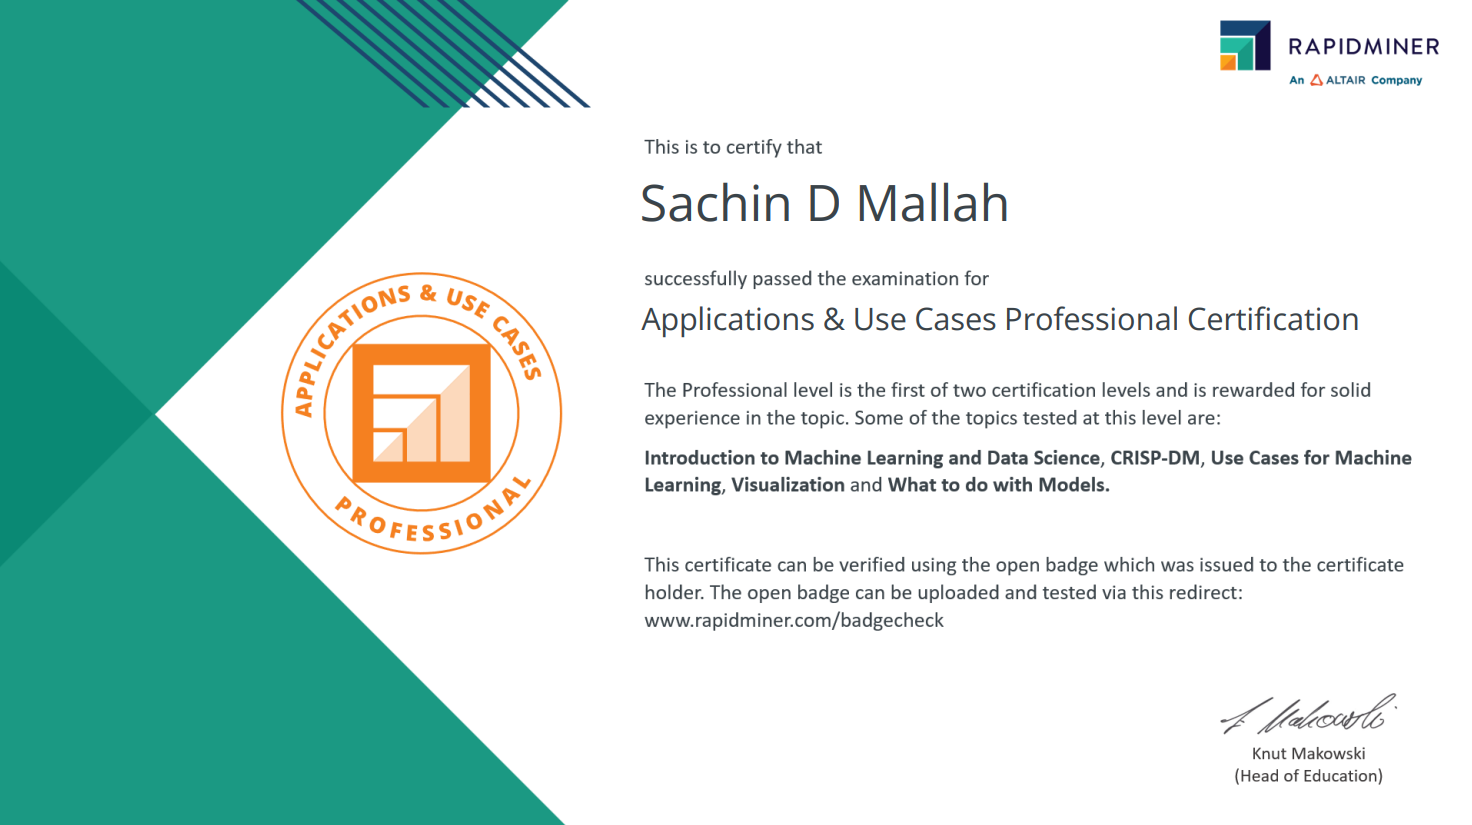 RAPIDMINER
An ALTAIR Company
This is to certify that
Sachin D Mallah
successfully passed the examination for
Applications & Use Cases Professional Certification
APPLICATIONS & USE CASES
PROFESSIONAL
The Professional level is the first of two certification levels and is rewarded for solid
experience in the topic. Some of the topics tested at this level are:
Introduction to Machine Learning and Data Science, CRISP-DM, Use Cases for Machine
Learning, Visualization and What to do with Models.
This certificate can be verified using the open badge which was issued to the certificate
holder. The open badge can be uploaded and tested via this redirect:
www.rapidminer.com/badgecheck
K Makowski
Knut Makowski
(Head of Education)